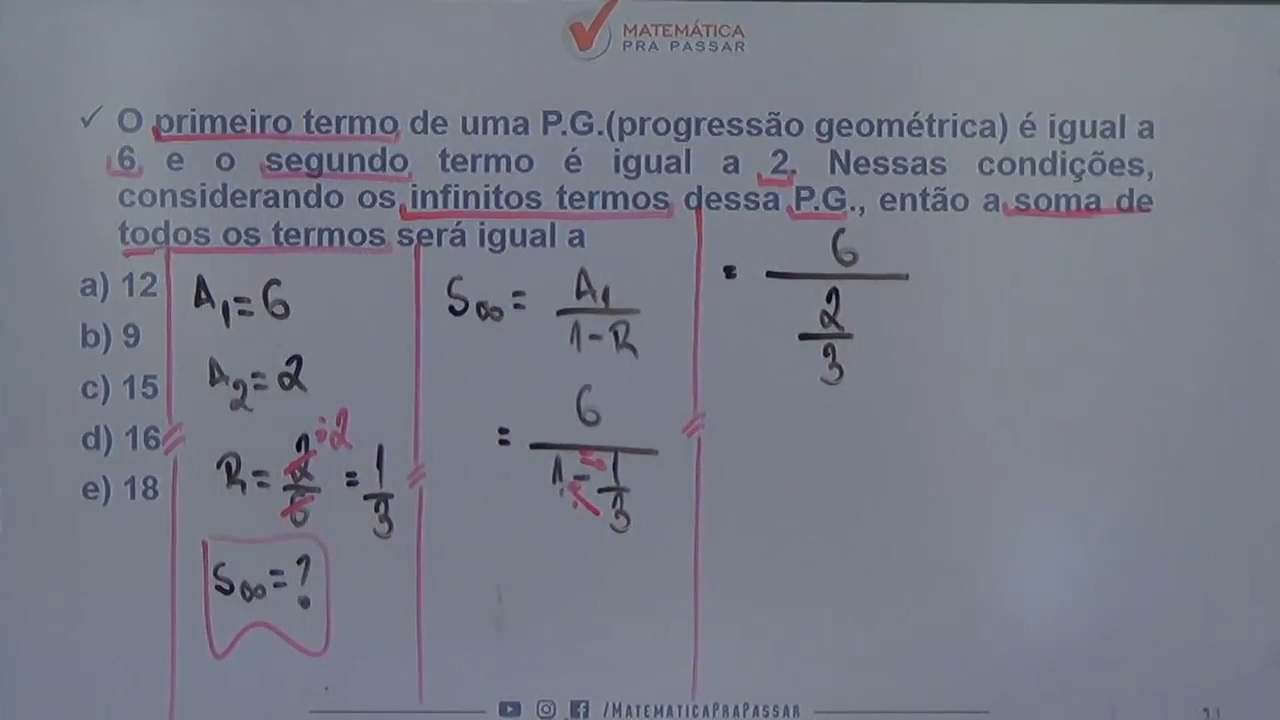 MATEMÁTICA
PRA PASSAR
✓ O primeiro termo de uma P.G.(progressão geométrica) é igual a
6 e o segundo termo é igual a 2. Nessas condições,
considerando os infinitos termos dessa P.G., então a soma de
todos os termos será igual a
a) 12
b) 9
c) 15
d) 16
e) 18
A₁=6
A₂=2
R=2/6 :2 =1/3
S∞=?
S∞= A₁/1-R
= 6/1-1/3
= 6/2/3
/MATEMATICAPRAPASSAR